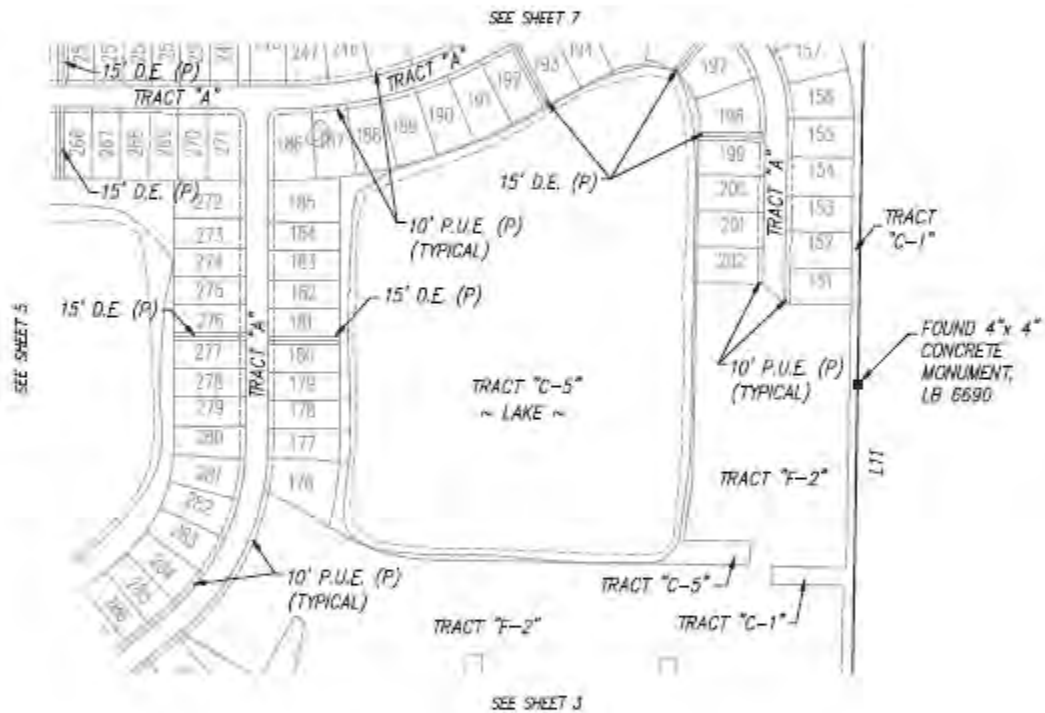 SEE SHEET 7
247
15' D.E. (P)
TRACT "A"
TRACT "A"
193
194
197
157
156
155
154
153
152
151
198
199
200
201
202
TRACT "A"
186
187
188
189
190
191
192
268
267
269
270
271
15' D.E. (P)
15' D.E. (P)
10' P.U.E (P)
(TYPICAL)
272
273
274
275
276
277
278
279
280
281
282
283
284
285
286
185
184
183
182
181
180
179
178
177
176
15' D.E. (P)
15' D.E. (P)
TRACT "A"
TRACT "C-1"
SEE SHEET 5
TRACT "C-5"
~ LAKE ~
10' P.U.E (P)
(TYPICAL)
FOUND 4"x 4"
CONCRETE
MONUMENT,
LB 6690
TRACT "F-2"
L11
10' P.U.E (P)
(TYPICAL)
TRACT "C-5"
TRACT "C-1"
TRACT "F-2"
SEE SHEET 3